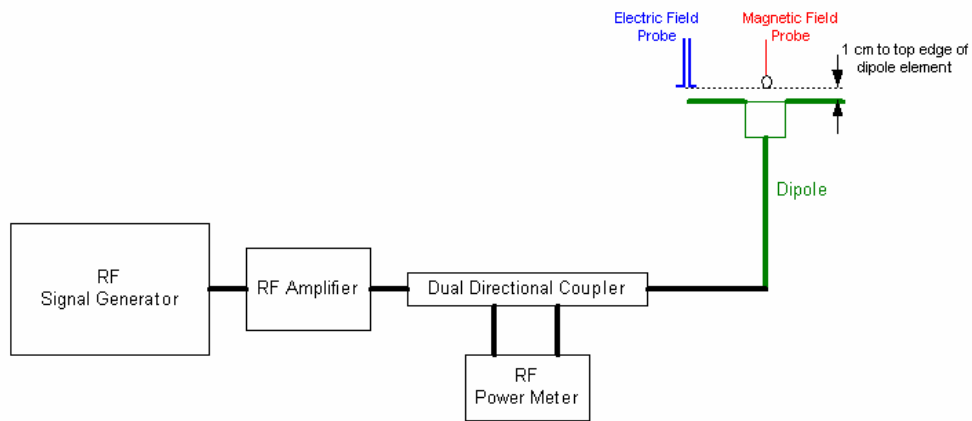 Electric Field
Probe
Magnetic Field
Probe
1 cm to top edge of
dipole element
Dipole
RF
Signal Generator
RF Amplifier
Dual Directional Coupler
RF
Power Meter